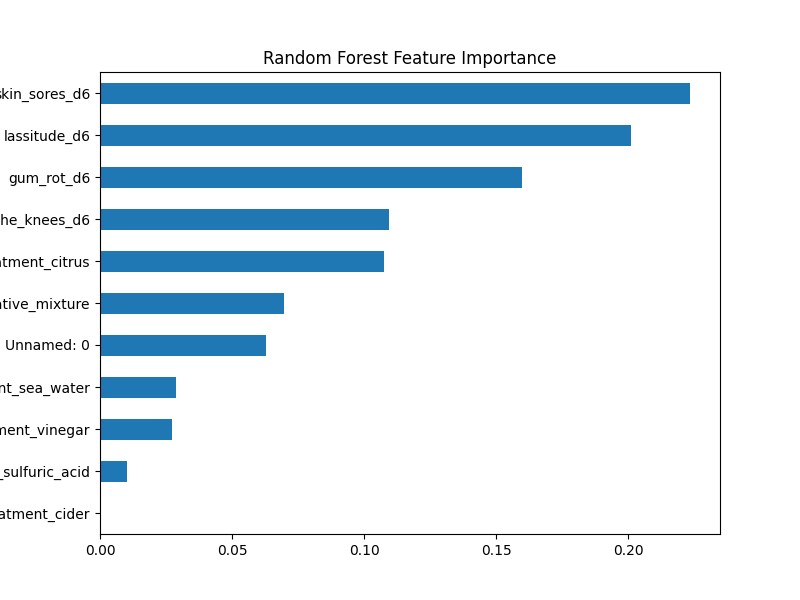 Random Forest Feature Importance
skin_sores_d6
lassitude_d6
gum_rot_d6
he_knees_d6
tment_citrus
tive_mixture
Unnamed: 0
nt_sea_water
ment_vinegar
_sulfuric_acid
atment_cider
0.00 0.05 0.10 0.15 0.20